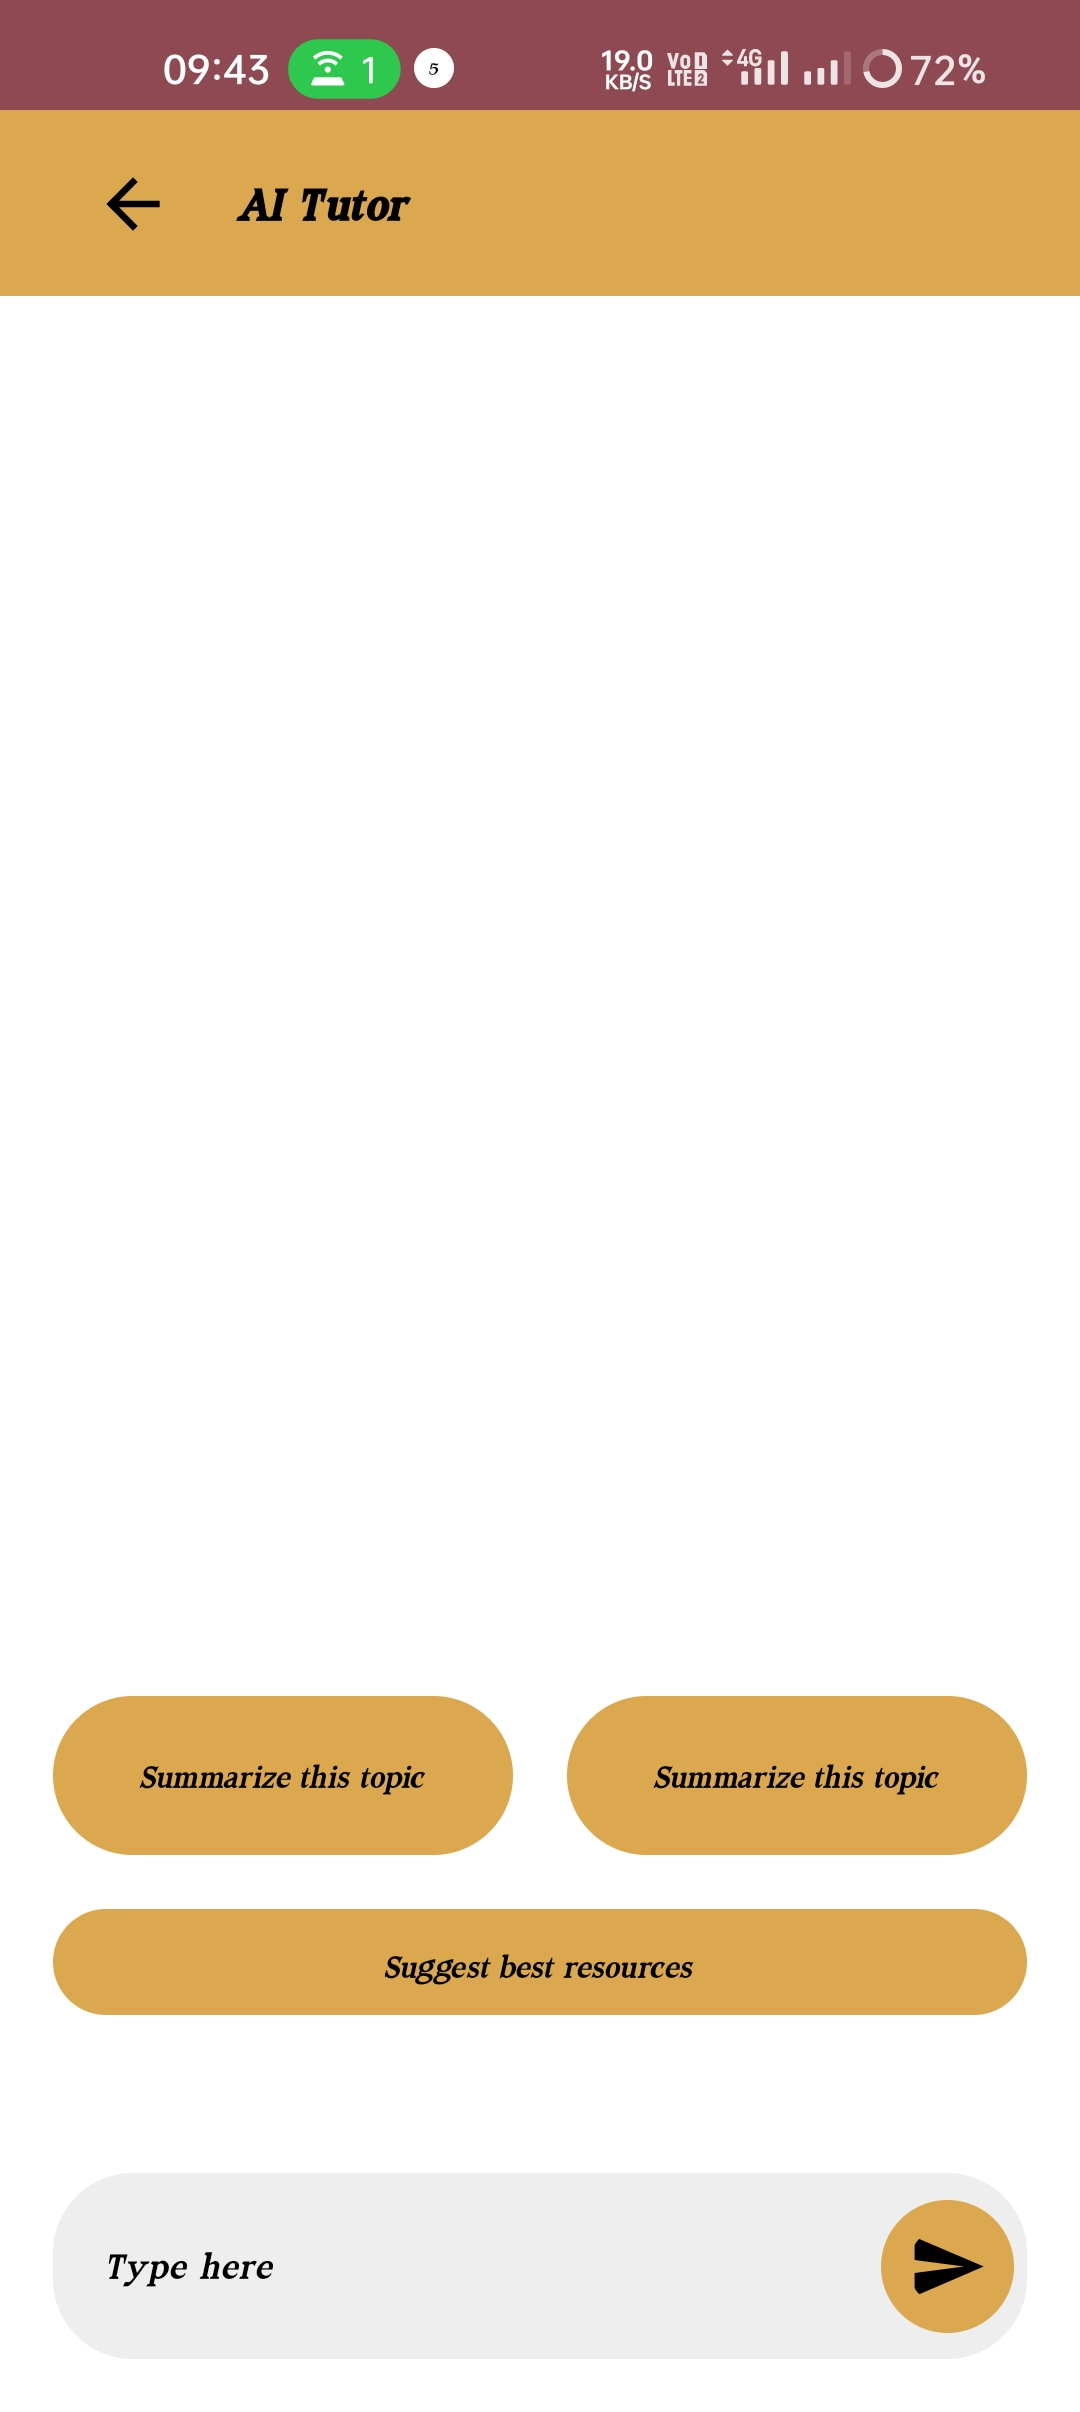 09:43 1 5 19.0 KB/S VoD LTE2 4G 72%
AI Tutor
Summarize this topic Summarize this topic
Suggest best resources
Type here